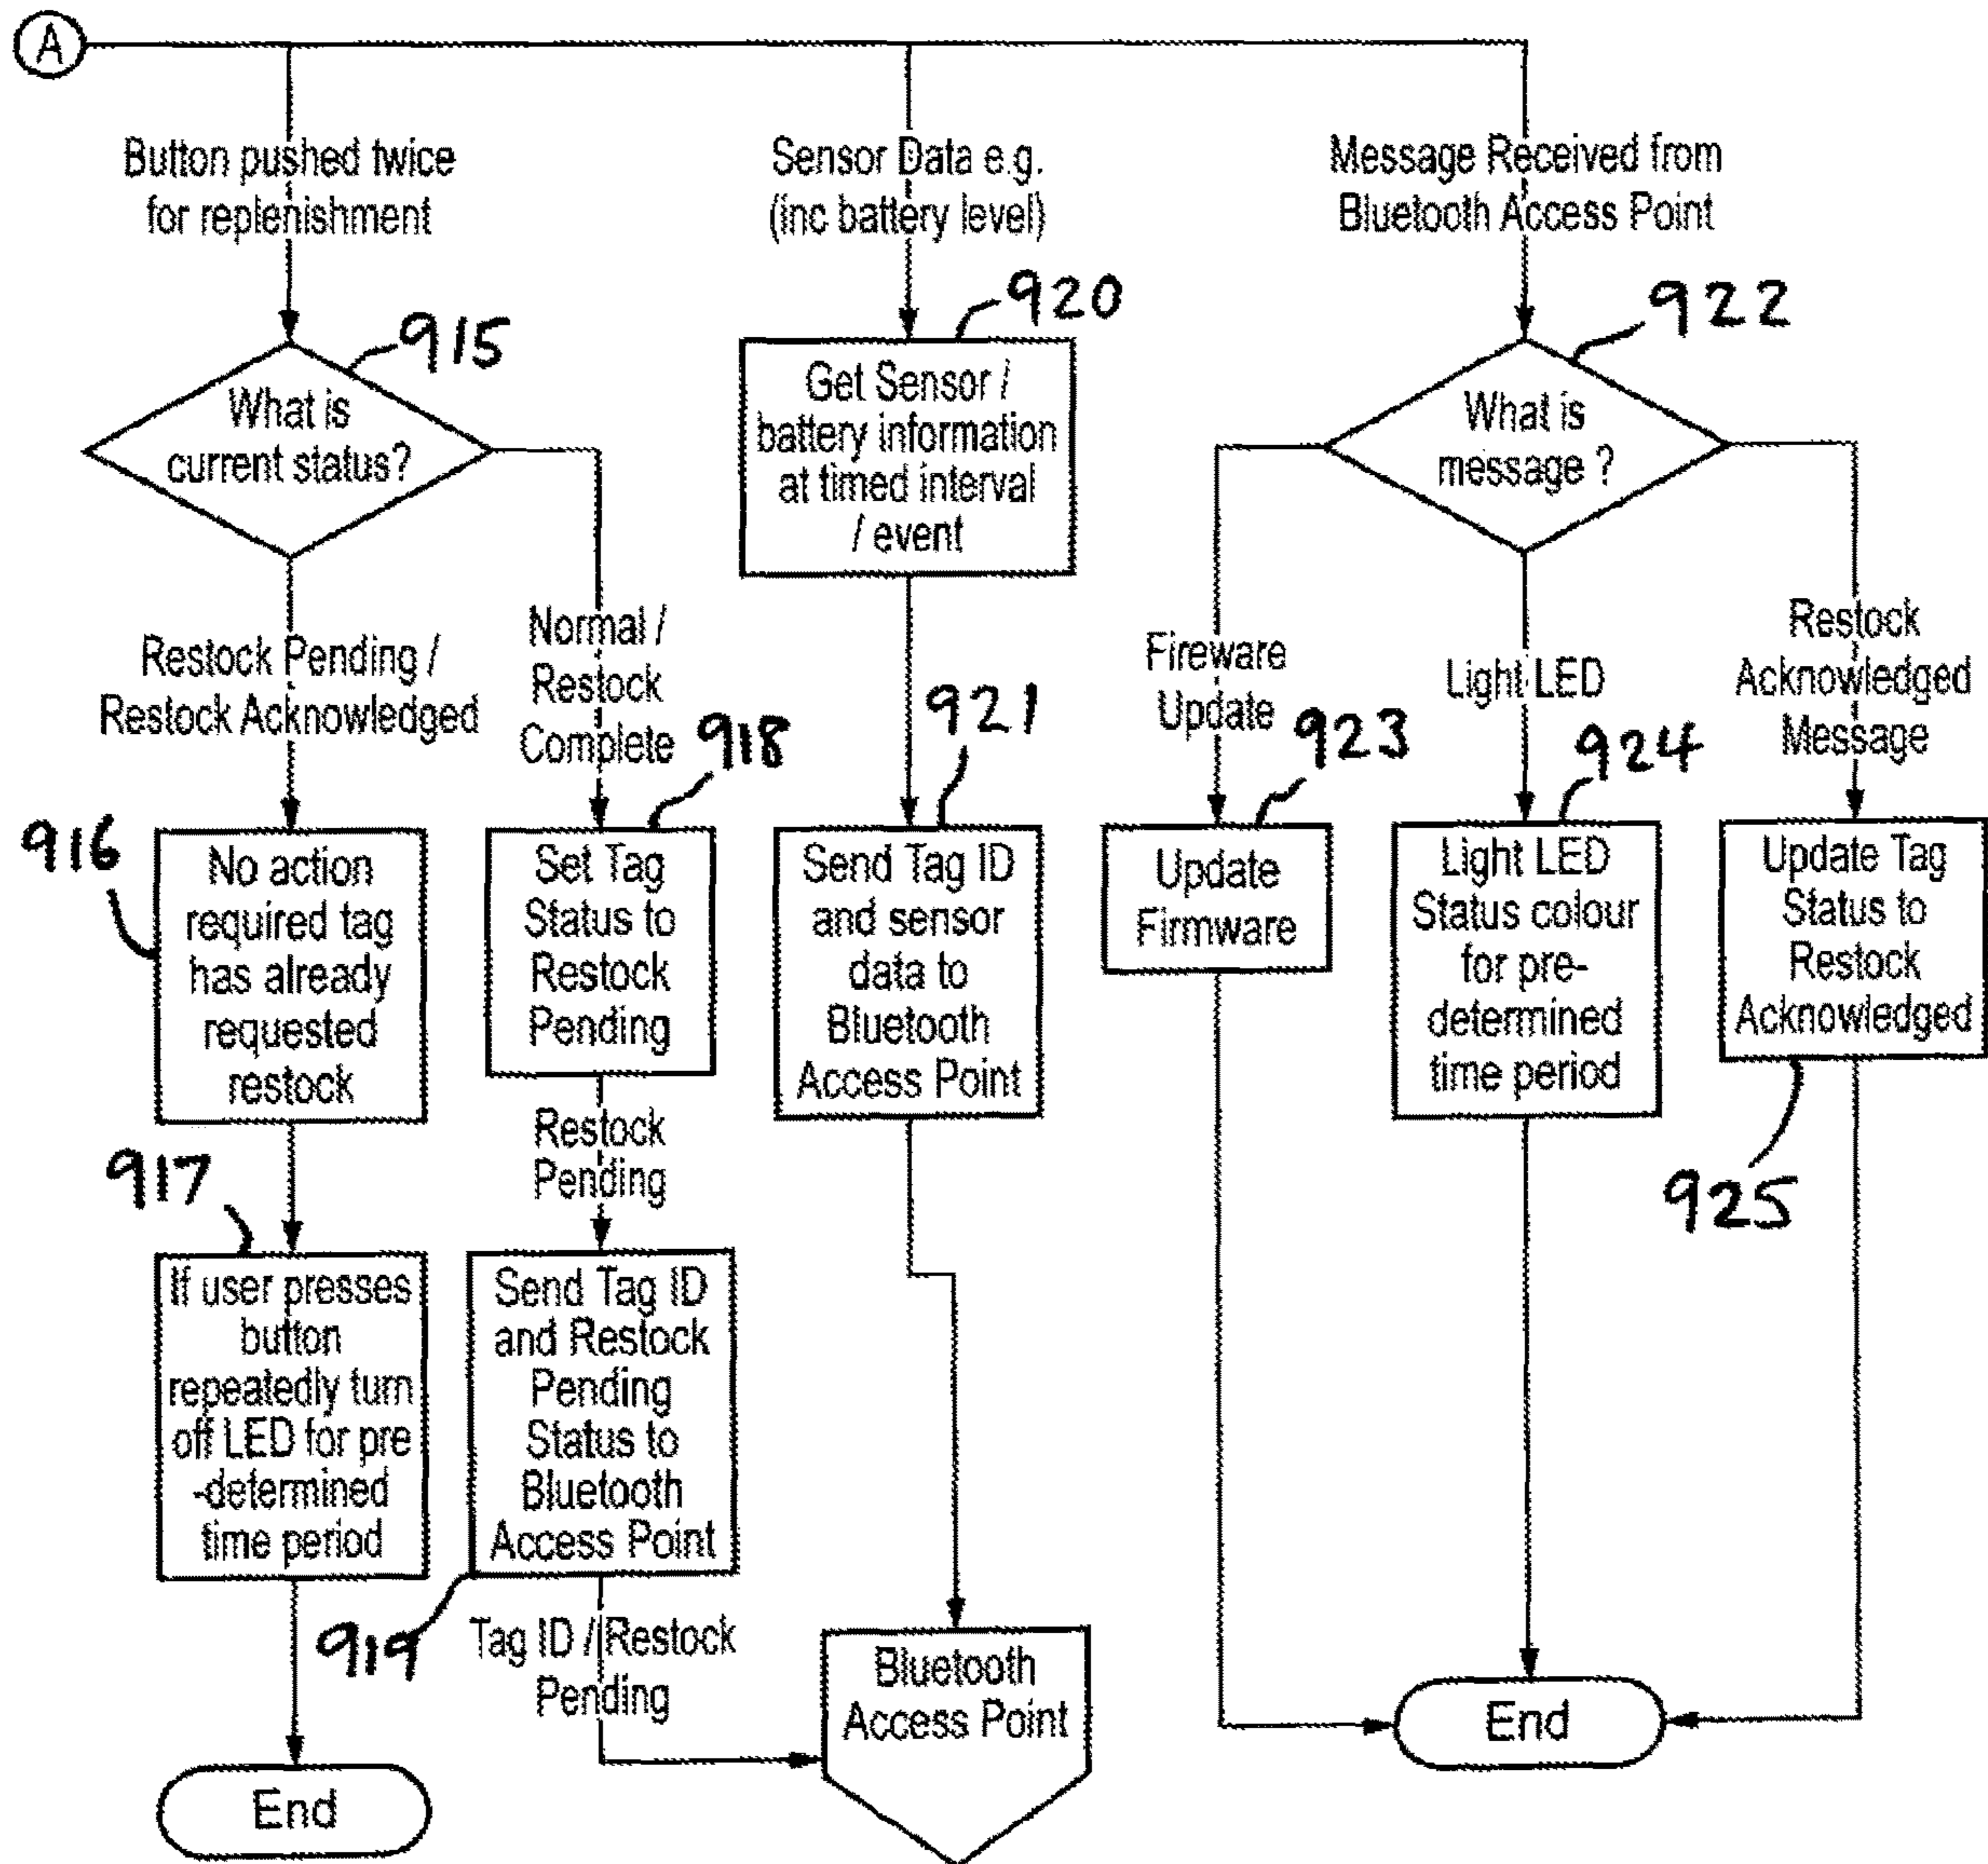 A
Button pushed twice
for replenishment
Sensor Data e.g.
(inc battery level)
Message Received from
Bluetooth Access Point
915
What is
current status?
920
Get Sensor /
battery information
at timed interval
/ event
922
What is
message ?
Restock Pending /
Restock Acknowledged
Normal /
Restock
Complete
Fireware
Update
Light LED
Restock
Acknowledged
Message
916
No action
required tag
has already
requested
restock
918
Set Tag
Status to
Restock
Pending
921
Send Tag ID
and sensor
data to
Bluetooth
Access Point
923
Update
Firmware
924
Light LED
Status colour
for pre-
determined
time period
Update Tag
Status to
Restock
Acknowledged
925
Restock
Pending
917
If user presses
button
repeatedly turn
off LED for pre
-determined
time period
Send Tag ID
and Restock
Pending
Status to
Bluetooth
Access Point
919
Tag ID / Restock
Pending
Bluetooth
Access Point
End
End